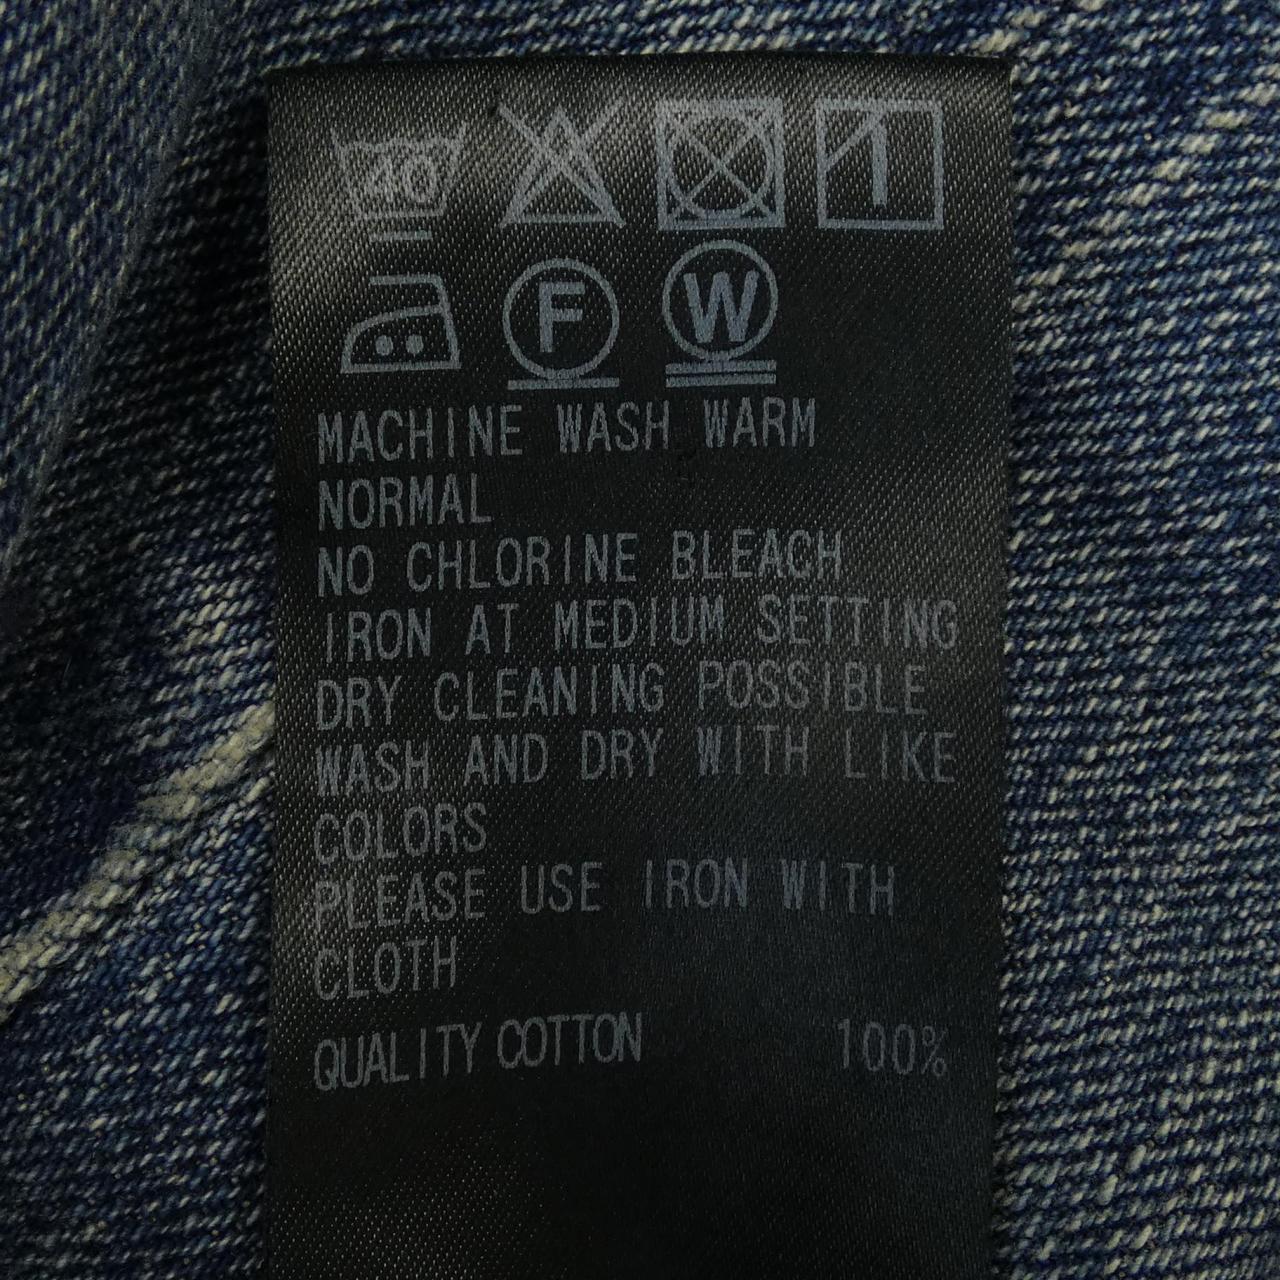 40
F W
MACHINE WASH WARM
NORMAL
NO CHLORINE BLEACH
IRON AT MEDIUM SETTING
DRY CLEANING POSSIBLE
WASH AND DRY WITH LIKE
COLORS
PLEASE USE IRON WITH
CLOTH
QUALITY COTTON 100%